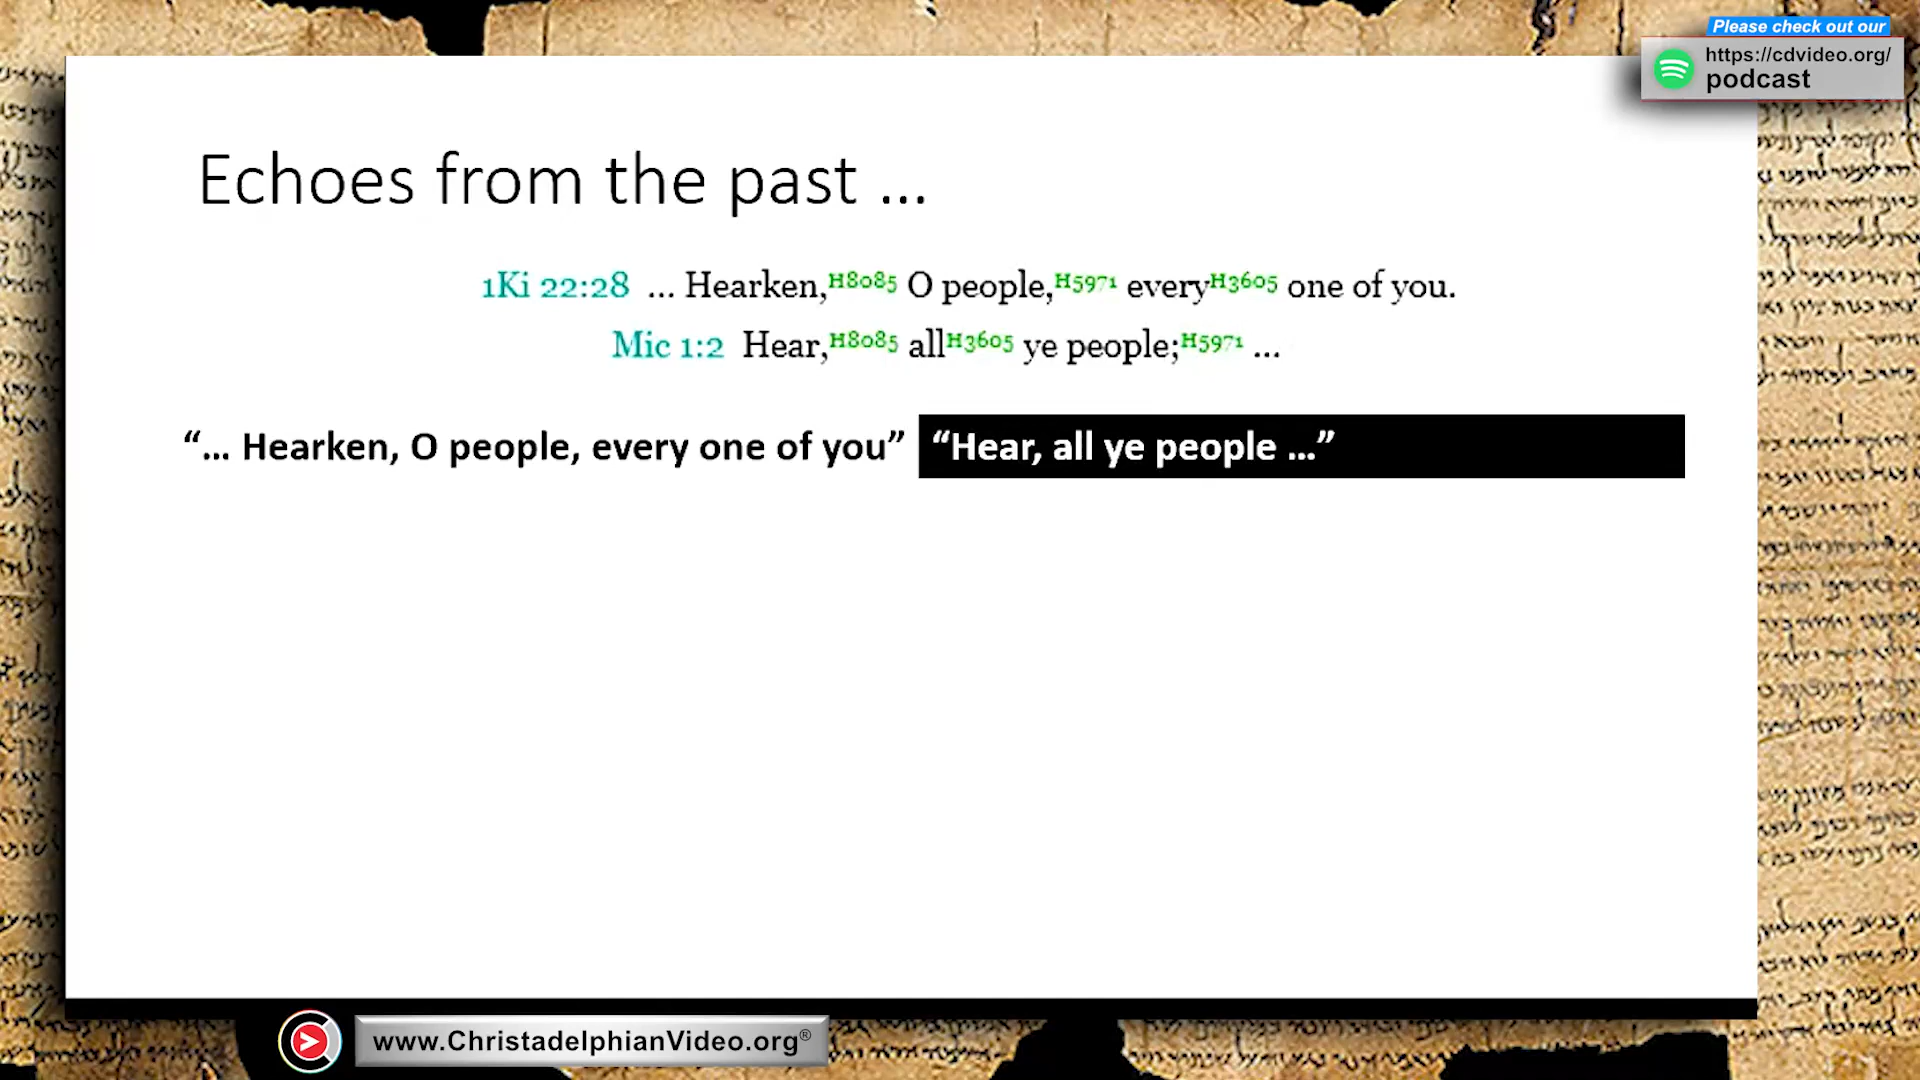 Please check out our
https://cdvideo.org/
podcast
Echoes from the past ...
1Ki 22:28 ... Hearken,H8085 O people,H5971 everyH3605 one of you.
Mic 1:2 Hear,H8085 allH3605 ye people;H5971 ...
“... Hearken, O people, every one of you” “Hear, all ye people ...”
www.ChristadelphianVideo.org®